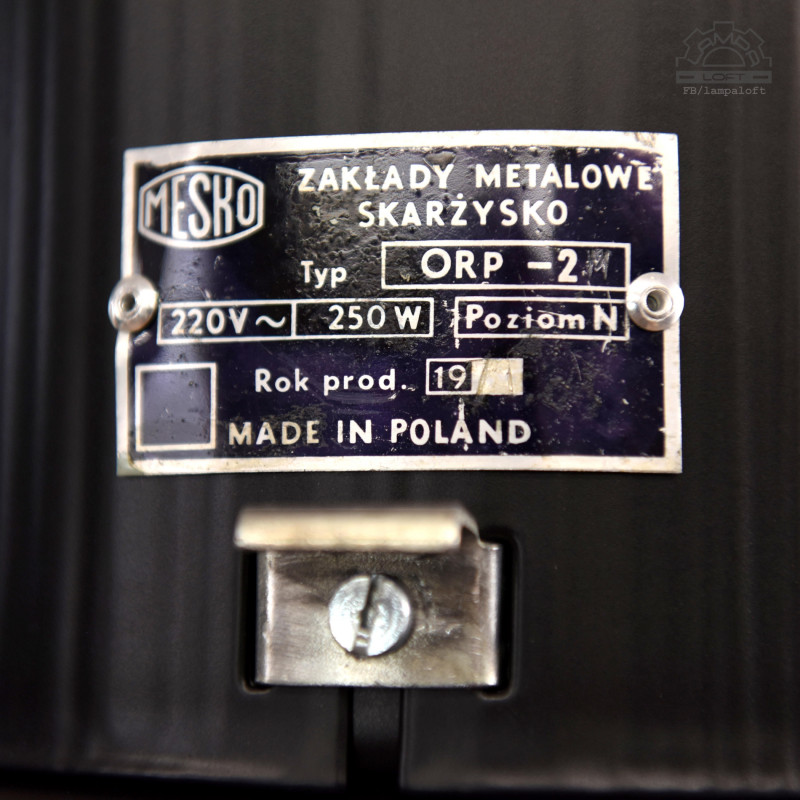 LAMPA
LOFT
FB/lampaloft
MESKO
ZAKŁADY METALOWE
SKARŻYSKO
Typ ORP -2
220V~ 250 W Poziom N
Rok prod. 19
MADE IN POLAND